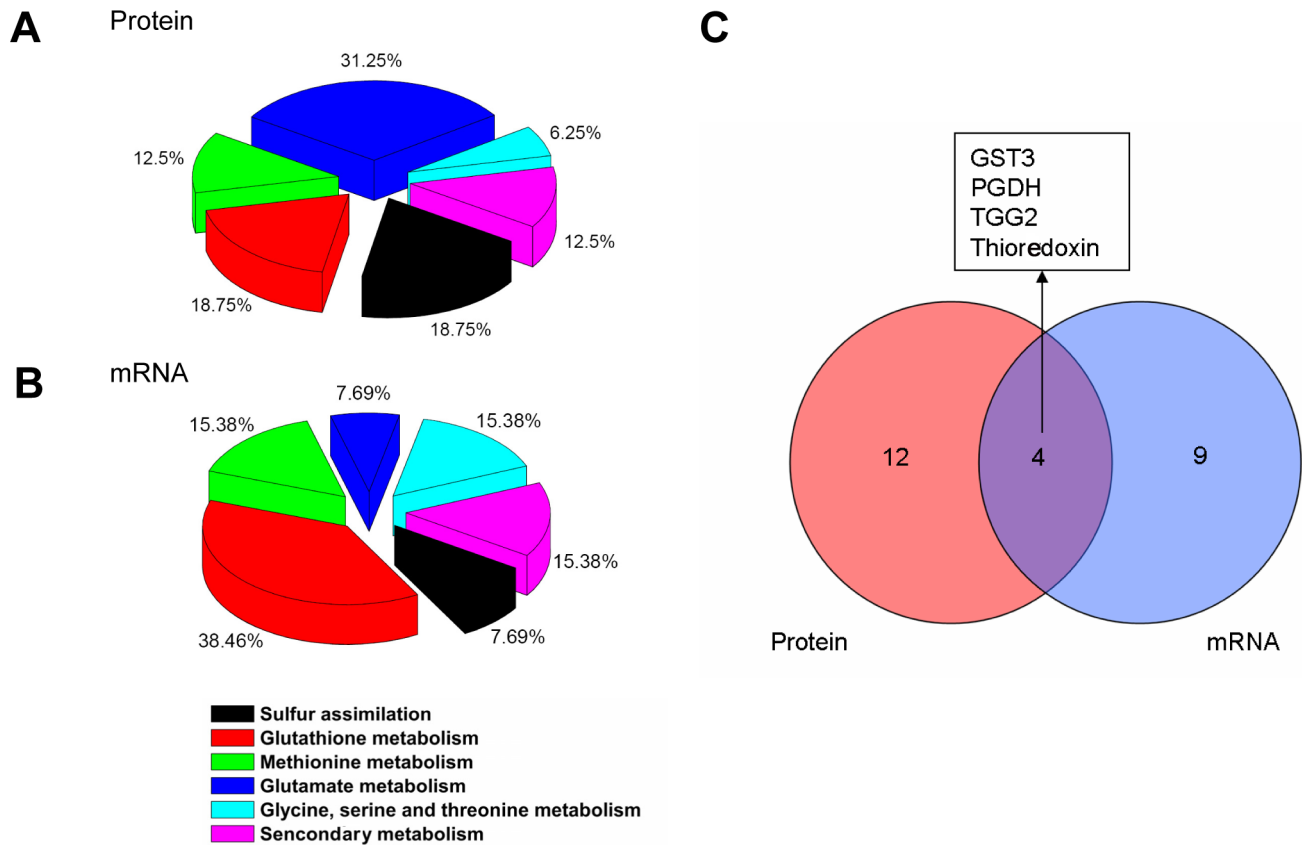 A
Protein
31.25%
6.25%
12.5%
12.5%
18.75%
18.75%
B
mRNA
7.69%
15.38%
15.38%
15.38%
38.46%
7.69%
Sulfur assimilation
Glutathione metabolism
Methionine metabolism
Glutamate metabolism
Glycine, serine and threonine metabolism
Sencondary metabolism
C
GST3
PGDH
TGG2
Thioredoxin
12
4
9
Protein
mRNA